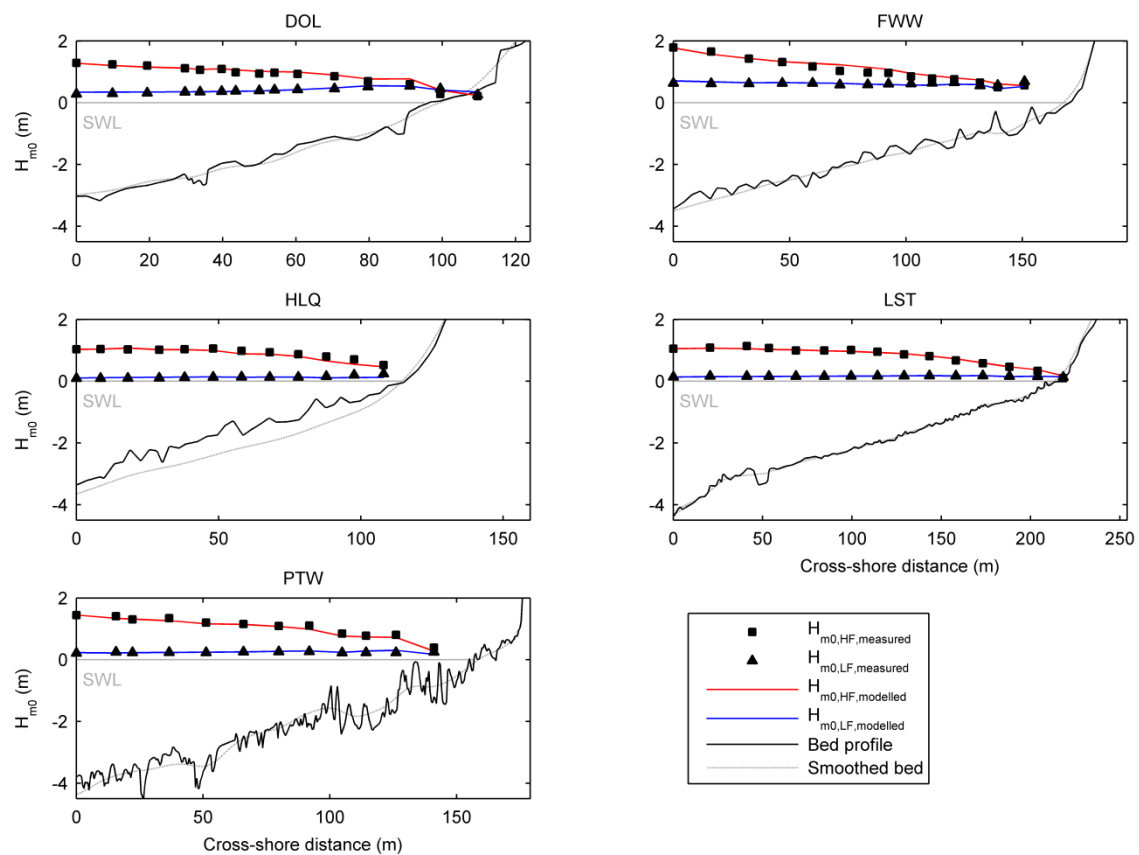 DOL
2
0
-2
-4
H_m0 (m)
SWL
0 20 40 60 80 100 120
FWW
2
0
-2
-4
SWL
0 50 100 150
HLQ
2
0
-2
-4
H_m0 (m)
SWL
0 50 100
LST
2
0
-2
-4
SWL
0 50 100 150 200 250
Cross-shore distance (m)
PTW
2
0
-2
-4
H_m0 (m)
SWL
0 50 100 150
Cross-shore distance (m)
H_m0,HF,measured
H_m0,LF,measured
H_m0,HF,modelled
H_m0,LF,modelled
Bed profile
Smoothed bed